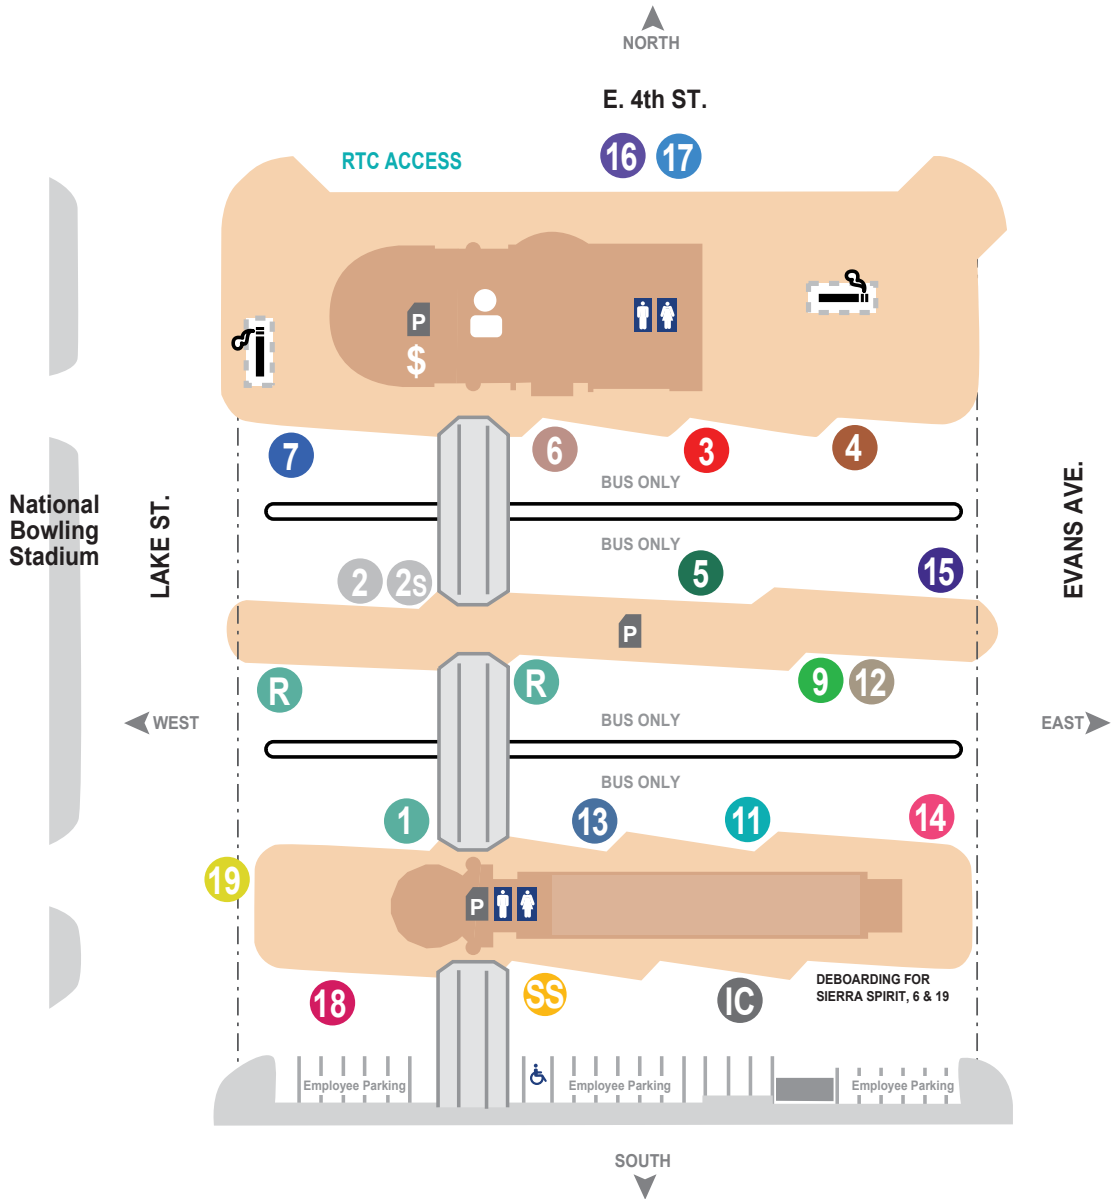 NORTH
E. 4th ST.
RTC ACCESS
16 17
P
$
7
6
3
4
BUS ONLY
National
Bowling
Stadium
LAKE ST.
EVANS AVE.
BUS ONLY
2 2S
5
15
P
R
R
9 12
WEST
BUS ONLY
EAST
BUS ONLY
1
13
11
14
19
P
18
SS
IC
DEBOARDING FOR
SIERRA SPIRIT, 6 & 19
Employee Parking
Employee Parking
Employee Parking
SOUTH